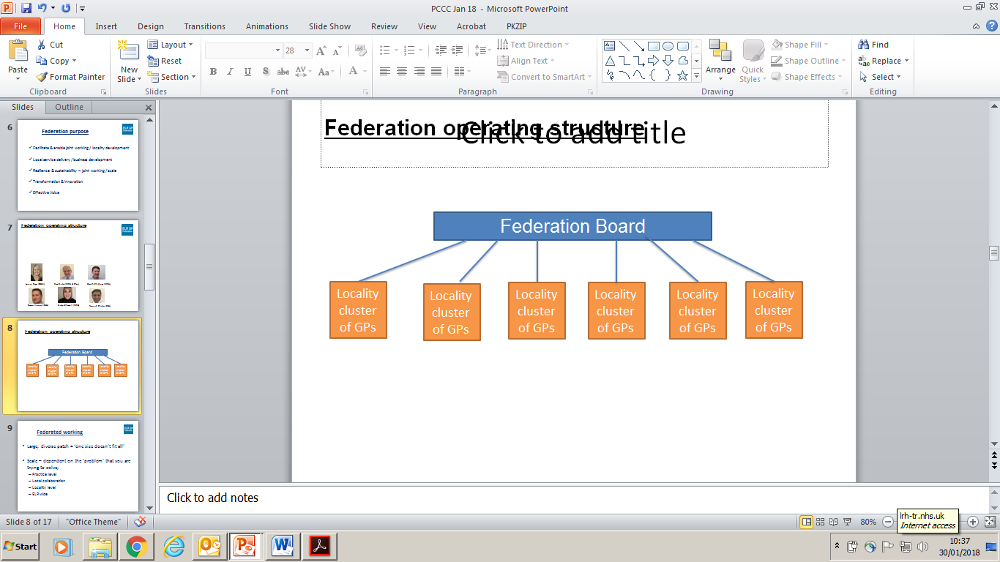 PCCC Jan 18 - Microsoft PowerPoint
File Home Insert Design Transitions Animations Slide Show Review View Acrobat PKZIP
Paste
Cut
Copy
Format Painter
Clipboard
New Slide
Layout
Reset
Section
Slides
28
B I U S abc AV Aa A
Font
Text Direction
Align Text
Convert to SmartArt
Paragraph
Arrange
Quick Styles
Shape Fill
Shape Outline
Shape Effects
Drawing
Find
Replace
Select
Editing
Slides Outline
6
Federation purpose
ELR GP
Facilitate & enable joint working / locality development
Local service delivery / business development
Resilience & sustainability – joint working /scale
Transformation & innovation
Effective Voice
7
Federation operating structure
ELR GP
8
Federation operating structure
Federation Board
Locality cluster of GPs
Locality cluster of GPs
Locality cluster of GPs
Locality cluster of GPs
Locality cluster of GPs
Locality cluster of GPs
9
Federated working
ELR GP
• Large, diverse patch = ‘one size doesn’t fit all’
• Scale – dependent on the ‘problem’ that you are
trying to solve;
– Practice level
– Local collaboration
– Locality level
– ELR wide
Federation operating structure
Click to add title
Federation Board
Locality
cluster
of GPs
Locality
cluster
of GPs
Locality
cluster
of GPs
Locality
cluster
of GPs
Locality
cluster
of GPs
Locality
cluster
of GPs
Click to add notes
Slide 8 of 17 "Office Theme" 80%
lrh-tr.nhs.uk
Internet access
Start
10:37
30/01/2018